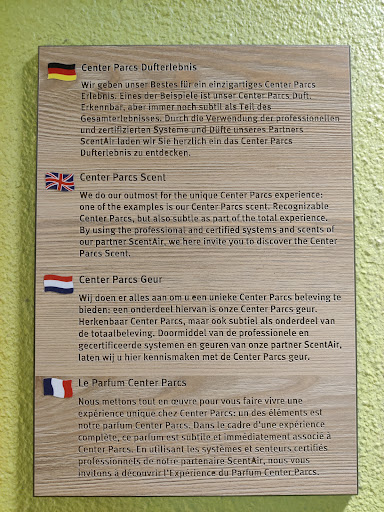 Center Parcs Dufterlebnis
Wir geben unser Bestes für ein einzigartiges Center Parcs
Erlebnis. Eines der Beispiele ist unser Center Parcs Duft.
Erkennbar, aber immer noch subtil als Teil des
Gesamterlebnisses. Durch die Verwendung der professionellen
und zertifizierten Systeme und Düfte unseres Partners
ScentAir laden wir Sie herzlich ein das Center Parcs
Dufterlebnis zu entdecken.
Center Parcs Scent
We do our outmost for the unique Center Parcs experience:
one of the examples is our Center Parcs scent. Recognizable
Center Parcs, but also subtle as part of the total experience.
By using the professional and certified systems and scents of
our partner ScentAir, we here invite you to discover the Center
Parcs Scent.
Center Parcs Geur
Wij doen er alles aan om u een unieke Center Parcs beleving te
bieden: een onderdeel hiervan is onze Center Parcs geur.
Herkenbaar Center Parcs, maar ook subtiel als onderdeel van
de totaalbeleving. Doormiddel van de professionele en
gecertificeerde systemen en geuren van onze partner ScentAir,
laten wij u hier kennismaken met de Center Parcs geur.
Le Parfum Center Parcs
Nous mettons tout en œuvre pour vous faire vivre une
expérience unique chez Center Parcs: un des éléments est
notre parfum Center Parcs. Dans le cadre d'une expérience
complète, ce parfum est subtile et immédiatement associé à
Center Parcs. En utilisant les systèmes et senteurs certifiés
professionnels de notre partenaire ScentAir, nous vous
invitons à découvrir l'Expérience du Parfum Center Parcs.